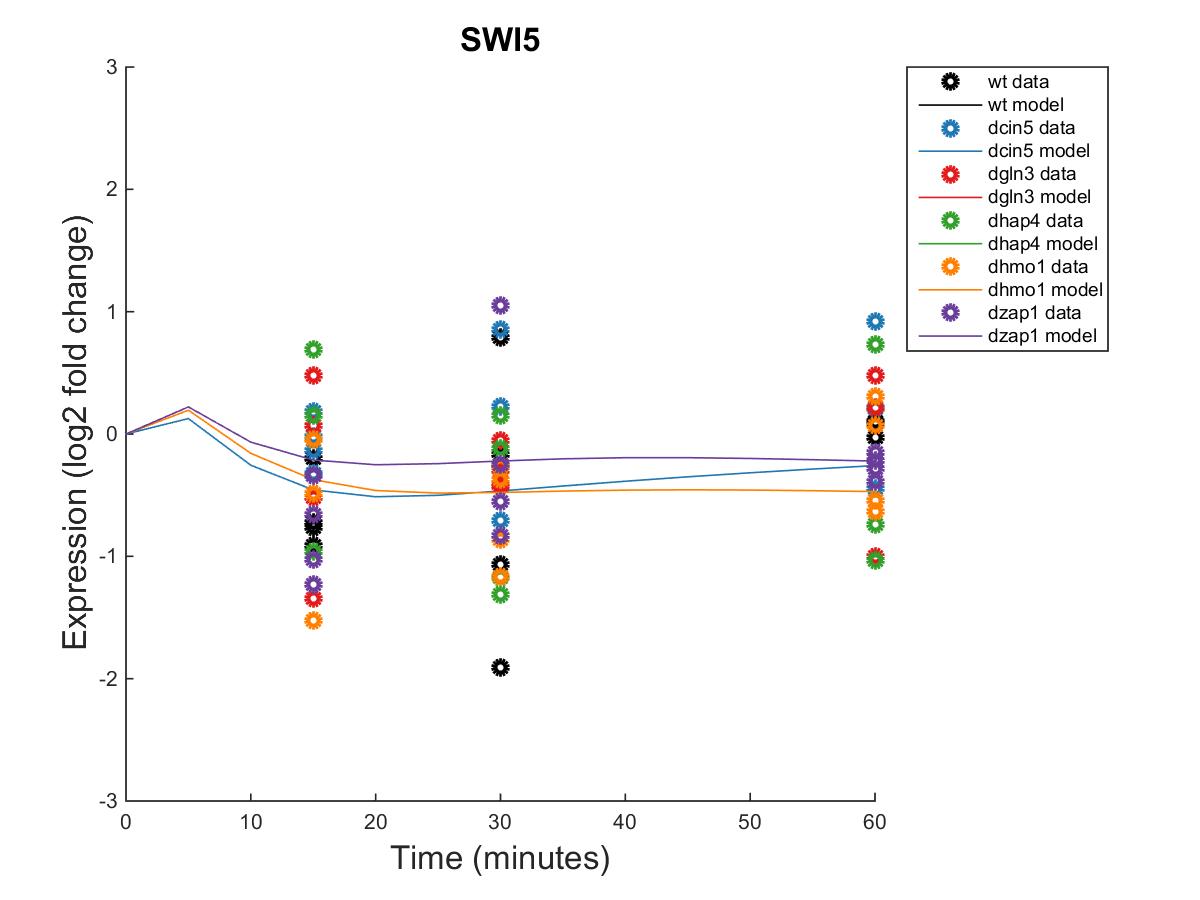 SWI5
Expression (log2 fold change)
3
2
1
0
-1
-2
-3
0 10 20 30 40 50 60
Time (minutes)
wt data
wt model
dcin5 data
dcin5 model
dgln3 data
dgln3 model
dhap4 data
dhap4 model
dhmo1 data
dhmo1 model
dzap1 data
dzap1 model